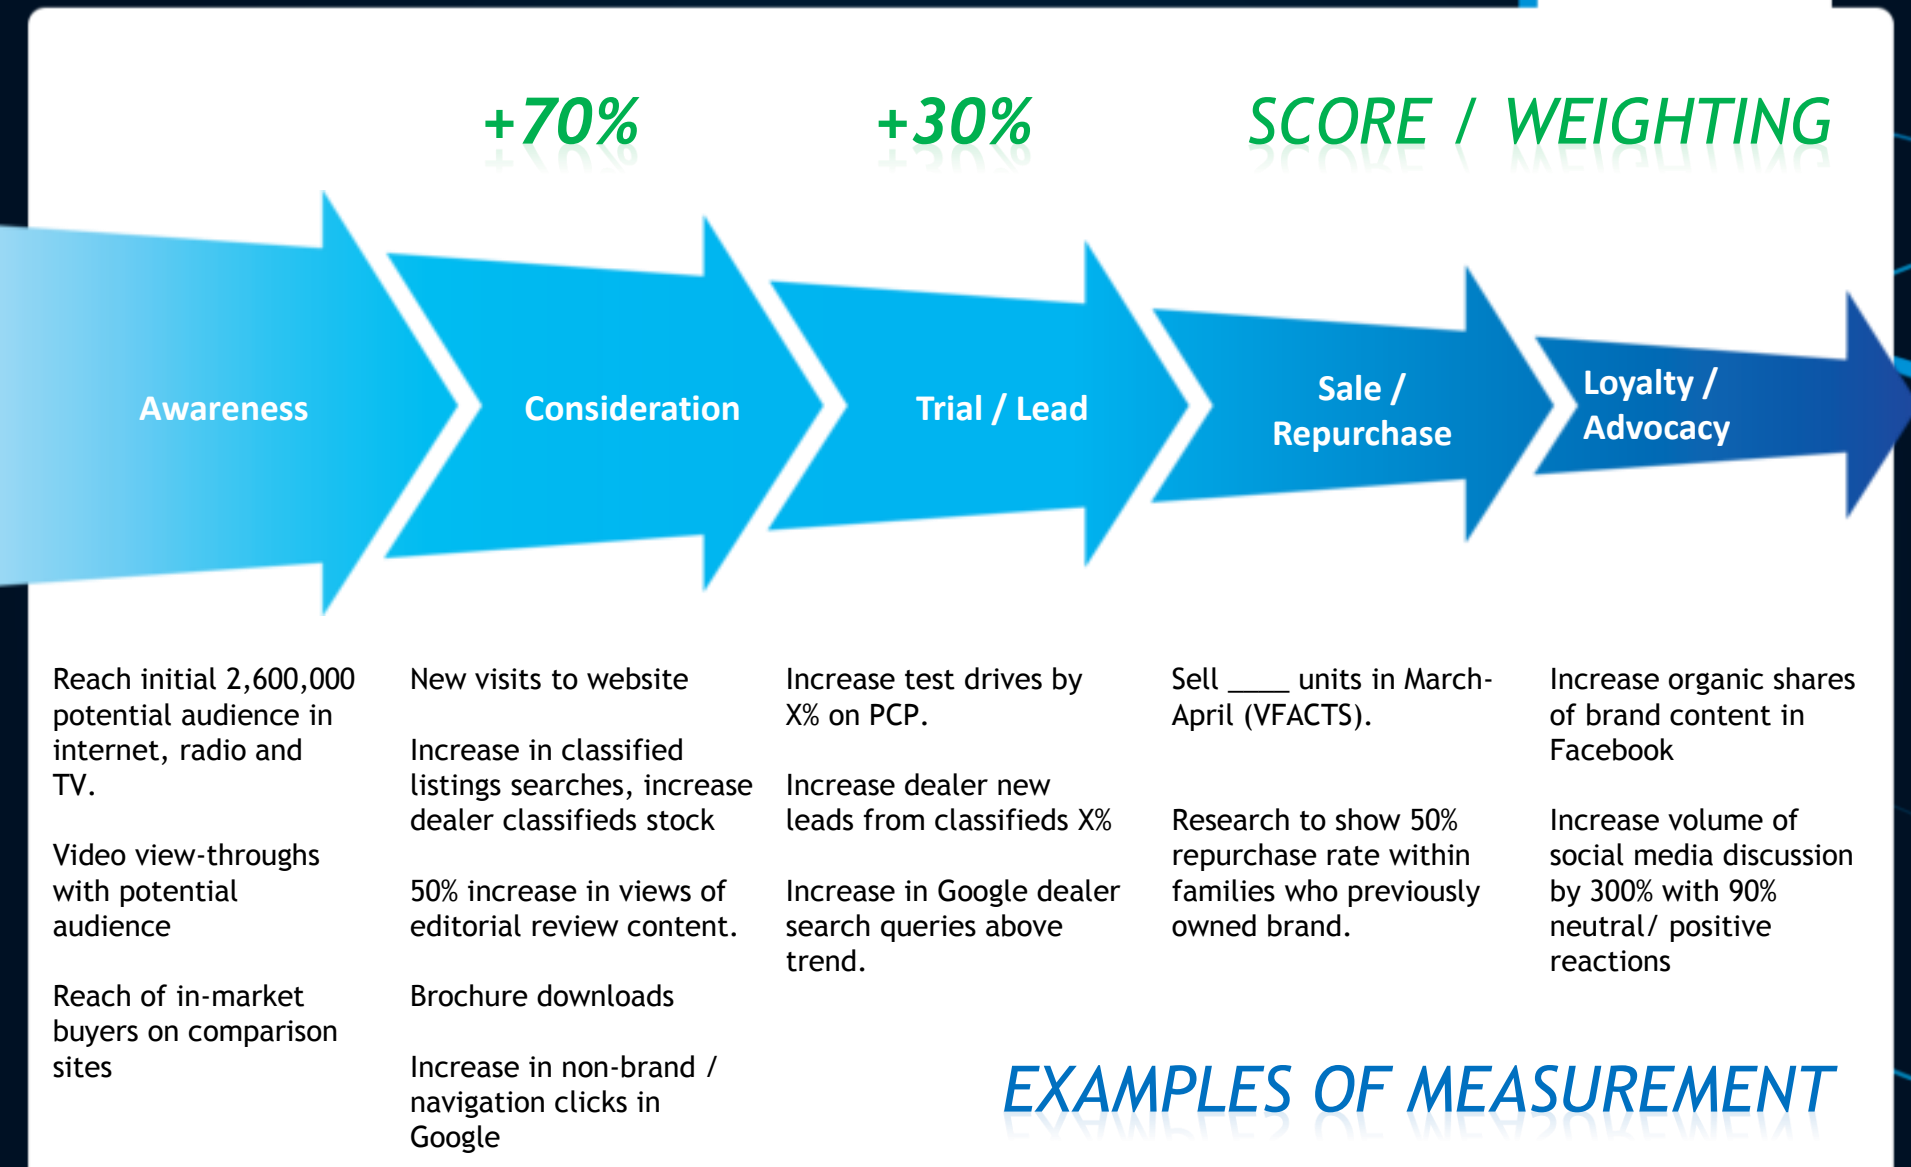 +70%
+30%
SCORE / WEIGHTING
Awareness
Consideration
Trial / Lead
Sale /
Repurchase
Loyalty /
Advocacy
Reach initial 2,600,000
potential audience in
internet, radio and
TV.
Video view-throughs
with potential
audience
Reach of in-market
buyers on comparison
sites
New visits to website
Increase in classified
listings searches, increase
dealer classifieds stock
50% increase in views of
editorial review content.
Brochure downloads
Increase in non-brand /
navigation clicks in
Google
Increase test drives by
X% on PCP.
Increase dealer new
leads from classifieds X%
Increase in Google dealer
search queries above
trend.
Sell ____ units in March-
April (VFACTS).
Research to show 50%
repurchase rate within
families who previously
owned brand.
Increase organic shares
of brand content in
Facebook
Increase volume of
social media discussion
by 300% with 90%
neutral/ positive
reactions
EXAMPLES OF MEASUREMENT